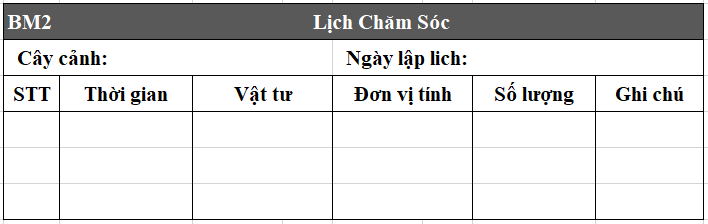 BM2 Lịch Chăm Sóc
Cây cảnh: Ngày lập lich:
STT Thời gian Vật tư Đơn vị tính Số lượng Ghi chú